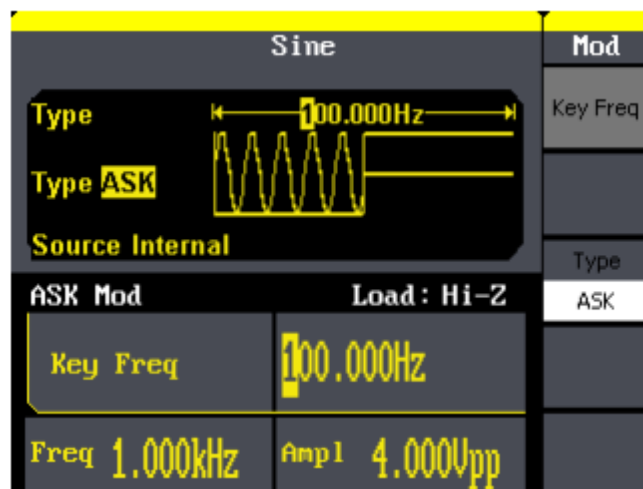 Sine
Mod
Type
100.000Hz
Key Freq
Type ASK
Source Internal
Type
ASK
ASK Mod
Load: Hi-Z
Key Freq
100.000Hz
Freq 1.000kHz
Ampl 4.000Vpp